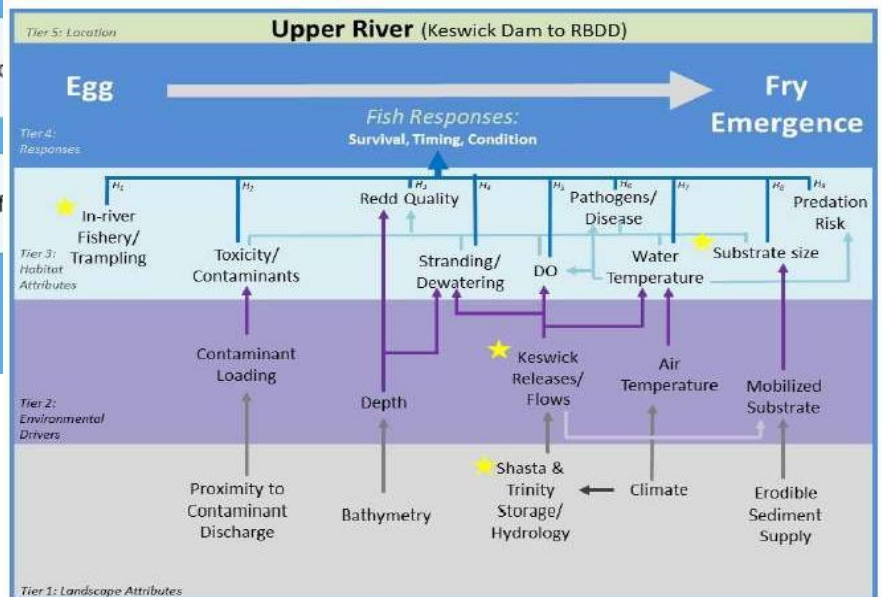 Tier 5: Location
Upper River (Keswick Dam to RBDD)
Egg
Fry
Emergence
Fish Responses:
Survival, Timing, Condition
Tier 4:
Responses
H1
H2
H3
H4
H5
H6
H7
H8
H9
In-river
Fishery/
Trampling
Toxicity/
Contaminants
Redd Quality
Stranding/
Dewatering
DO
Pathogens/
Disease
Water
Temperature
Substrate size
Predation
Risk
Tier 3:
Habitat
Attributes
Contaminant
Loading
Depth
Keswick
Releases/
Flows
Air
Temperature
Mobilized
Substrate
Tier 2:
Environmental
Drivers
Proximity to
Contaminant
Discharge
Bathymetry
Shasta &
Trinity
Storage/
Hydrology
Climate
Erodible
Sediment
Supply
Tier 1: Landscape Attributes